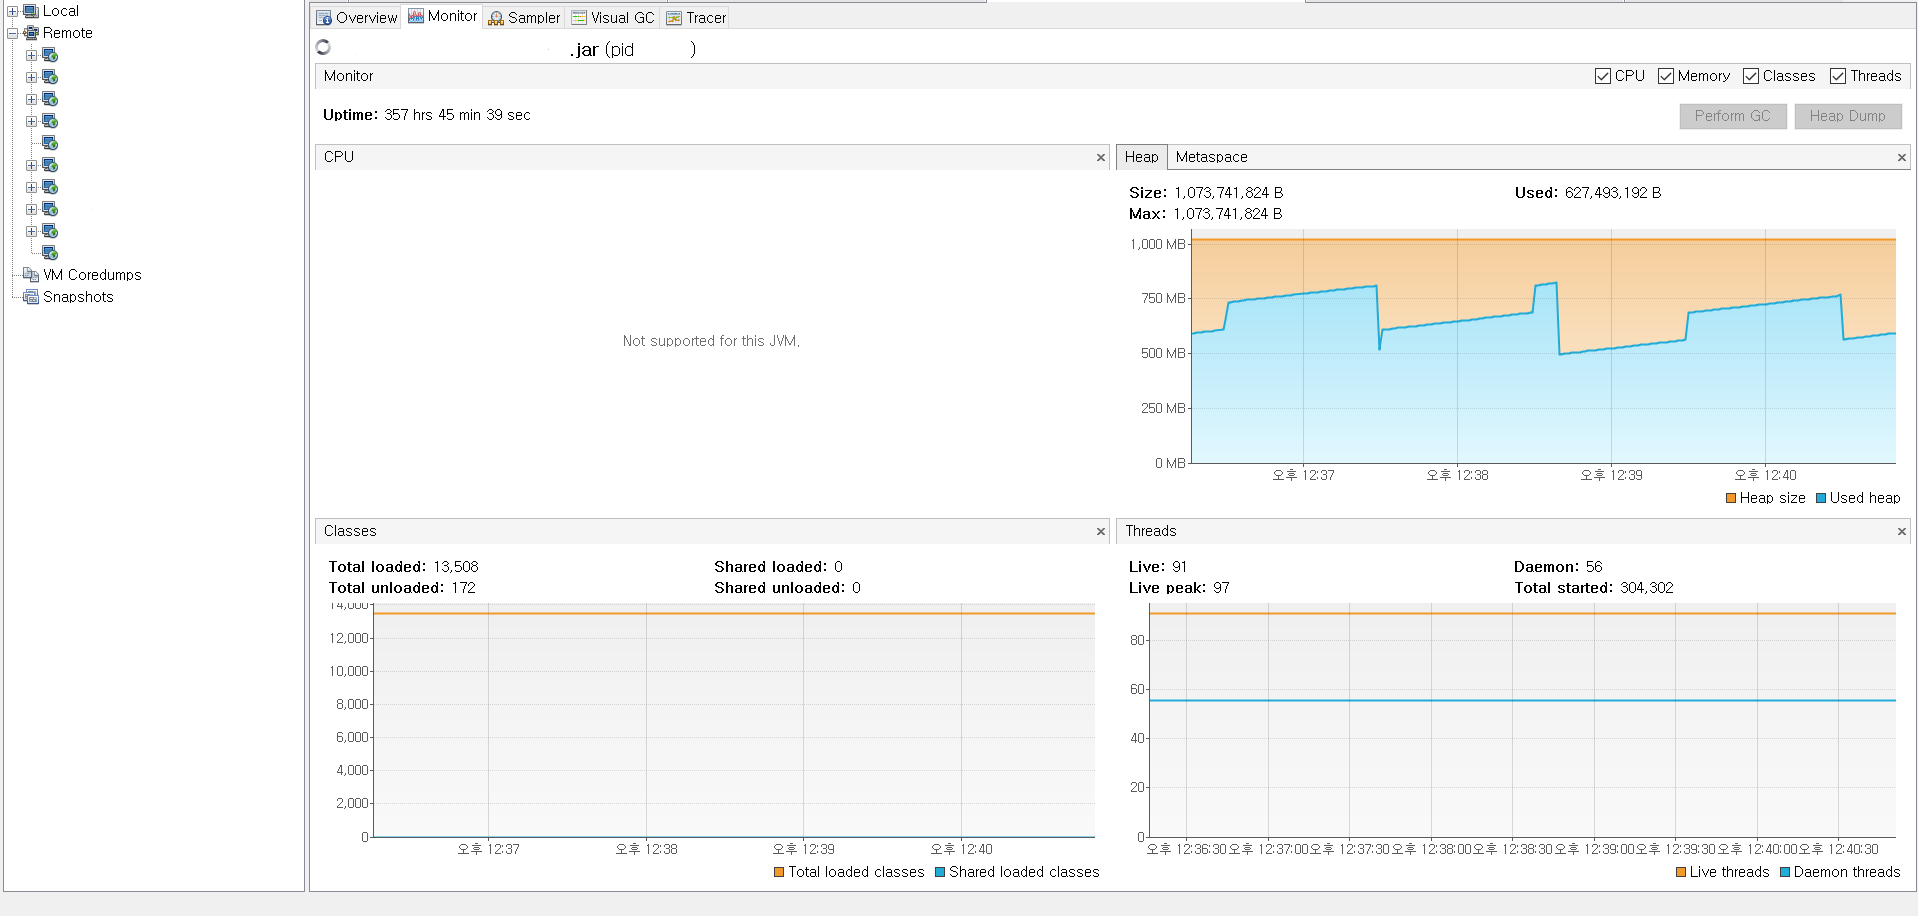 Local
Remote
VM Coredumps
Snapshots
Overview Monitor Sampler Visual GC Tracer
.jar (pid )
Monitor
CPU Memory Classes Threads
Uptime: 357 hrs 45 min 39 sec
Perform GC Heap Dump
CPU
Not supported for this JVM.
Heap Metaspace
Size: 1,073,741,824 B Used: 627,493,192 B
Max: 1,073,741,824 B
1,000 MB
750 MB
500 MB
250 MB
0 MB
오후 12:37 오후 12:38 오후 12:39 오후 12:40
Heap size Used heap
Classes
Total loaded: 13,508 Shared loaded: 0
Total unloaded: 172 Shared unloaded: 0
14,000
12,000
10,000
8,000
6,000
4,000
2,000
0
오후 12:37 오후 12:38 오후 12:39 오후 12:40
Total loaded classes Shared loaded classes
Threads
Live: 91 Daemon: 56
Live peak: 97 Total started: 304,302
80
60
40
20
0
오후 12:36:30 오후 12:37:00 오후 12:37:30 오후 12:38:00 오후 12:38:30 오후 12:39:00 오후 12:39:30 오후 12:40:00 오후 12:40:30
Live threads Daemon threads